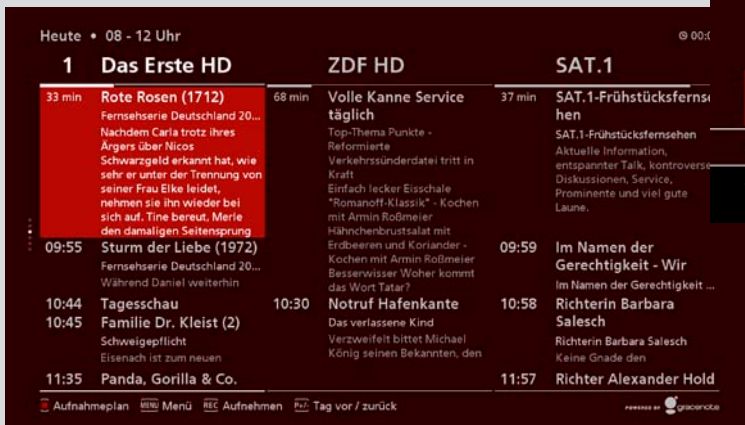 Heute • 08 - 12 Uhr
00:0
1 Das Erste HD
33 min Rote Rosen (1712)
Fernsehserie Deutschland 20...
Nachdem Carla trotz ihres
Ärgers über Nicos
Schwarzgeld erkannt hat, wie
sehr er unter der Trennung von
seiner Frau Elke leidet,
nehmen sie ihn wieder bei
sich auf. Tine bereut, Merle
den damaligen Seitensprung
09:55 Sturm der Liebe (1972)
Fernsehserie Deutschland 20...
Während Daniel weiterhin
10:44 Tagesschau
10:45 Familie Dr. Kleist (2)
Schweigepflicht
Eisenach ist zum neuen
11:35 Panda, Gorilla & Co.
ZDF HD
68 min Volle Kanne Service
täglich
Top-Thema Punkte -
Reformierte
Verkehrssünderdatei tritt in
Kraft
Einfach lecker Eisschale
"Romanoff-Klassik" - Kochen
mit Armin Roßmeier
Hähnchenbrustsalat mit
Erdbeeren und Koriander -
Kochen mit Armin Roßmeier
Besserwisser Woher kommt
das Wort Tatar?
10:30 Notruf Hafenkante
Das verlassene Kind
Verzweifelt bittet Michael
König seinen Bekannten, den
SAT.1
37 min SAT.1-Frühstücksfernse
hen
SAT.1-Frühstücksfernsehen
Aktuelle Information,
entspannter Talk, kontroverse
Diskussionen, Service,
Prominente und viel gute
Laune.
09:59 Im Namen der
Gerechtigkeit - Wir
Im Namen der Gerechtigkeit ...
10:58 Richterin Barbara
Salesch
Richterin Barbara Salesch
Keine Gnade den
11:57 Richter Alexander Hold
Aufnahmeplan MENU Menü REC Aufnehmen P+/- Tag vor / zurück
POWERED BY gracenote